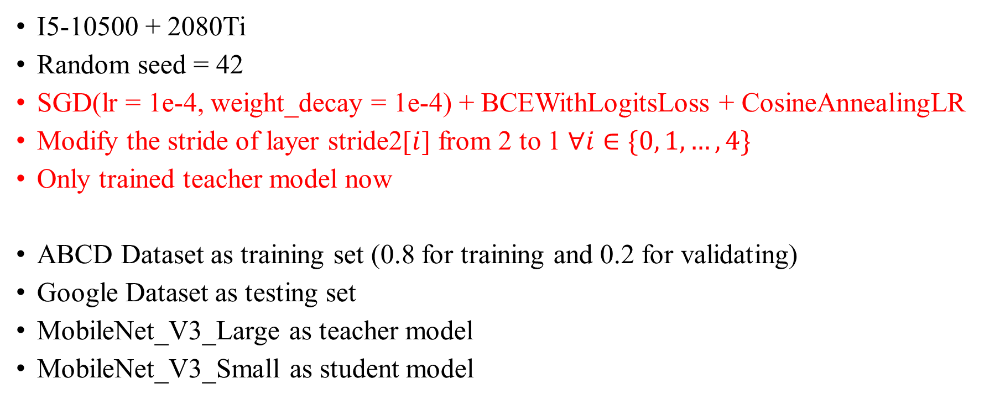 • I5-10500 + 2080Ti
• Random seed = 42
• SGD(lr = 1e-4, weight_decay = 1e-4) + BCEWithLogitsLoss + CosineAnnealingLR
• Modify the stride of layer stride2[𝑖] from 2 to 1 ∀𝑖 ∈ {0, 1, … , 4}
• Only trained teacher model now
• ABCD Dataset as training set (0.8 for training and 0.2 for validating)
• Google Dataset as testing set
• MobileNet_V3_Large as teacher model
• MobileNet_V3_Small as student model